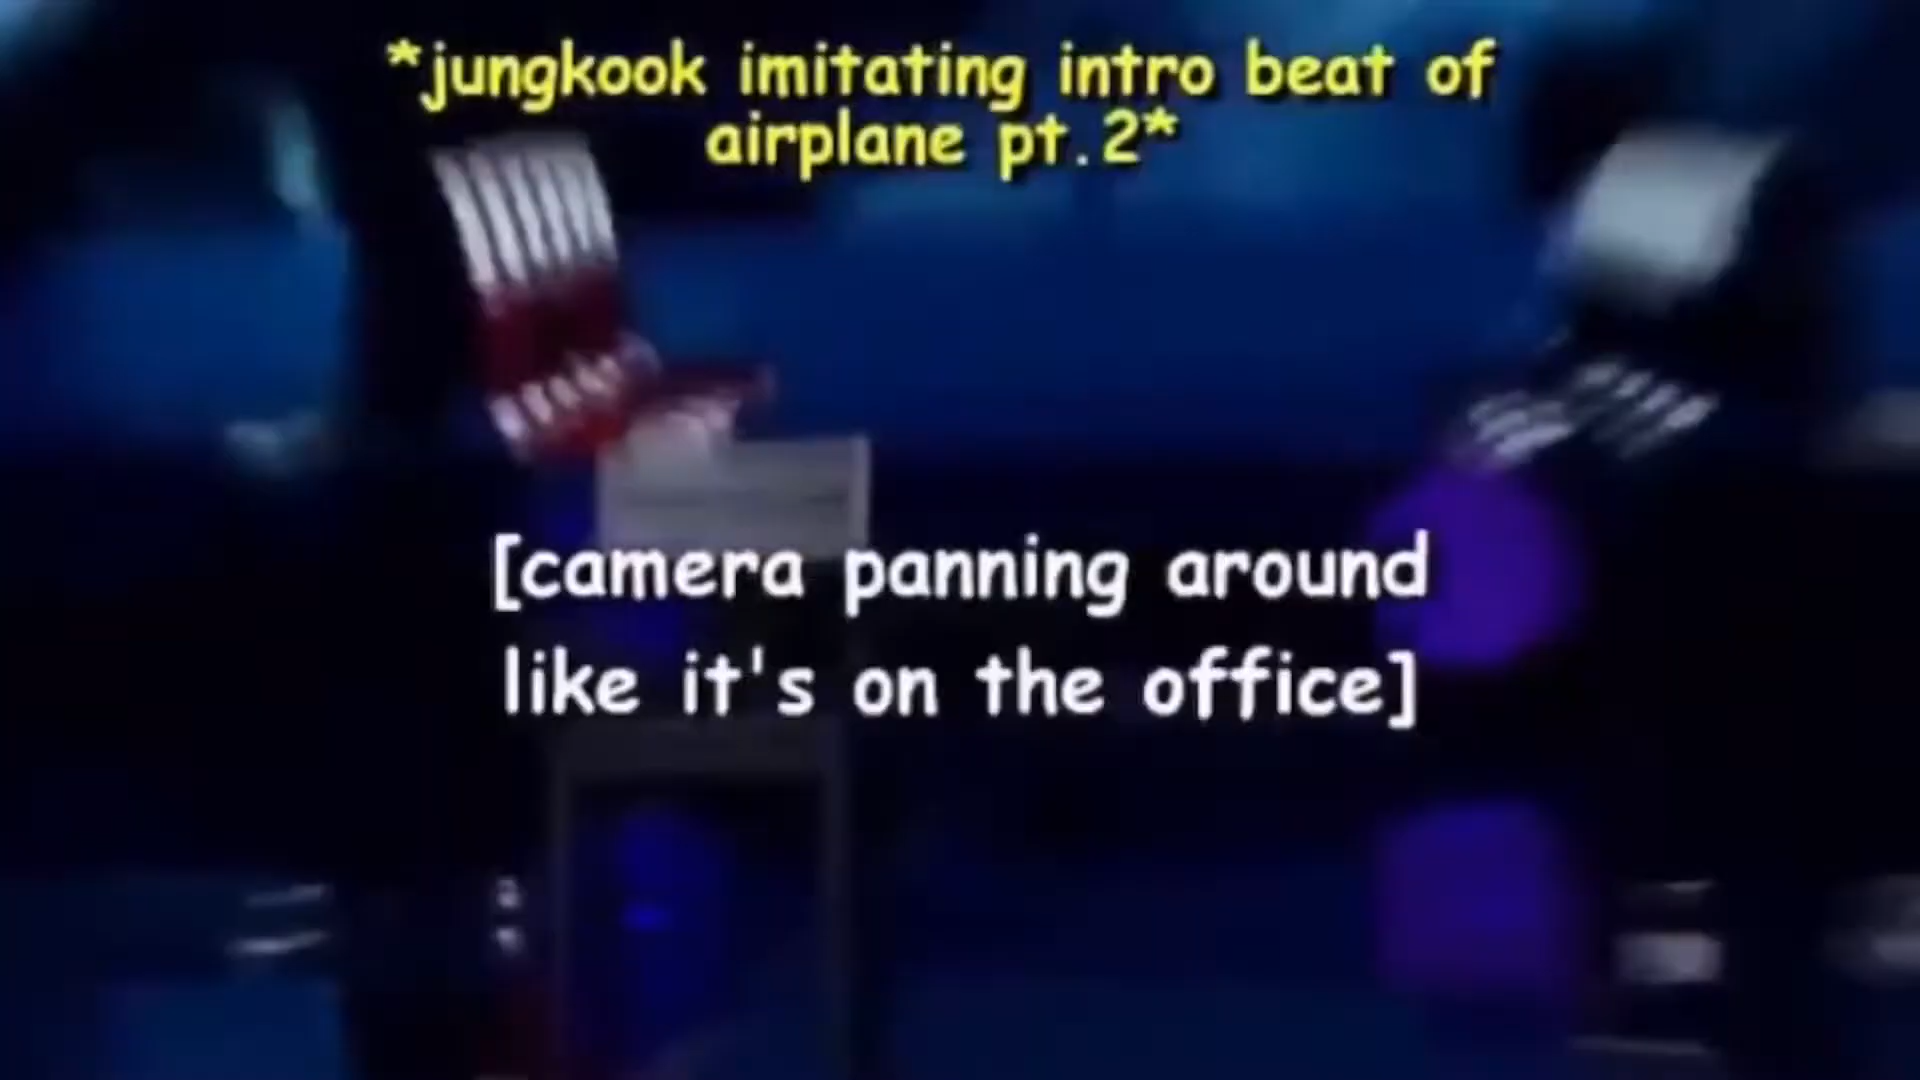 *jungkook imitating intro beat of
airplane pt.2*
[camera panning around
like it's on the office]